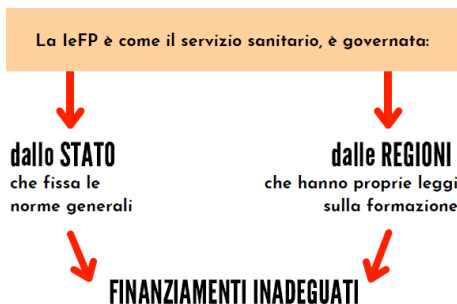 La IeFP è come il servizio sanitario, è governata:
dallo STATO
che fissa le
norme generali
dalle REGIONI
che hanno proprie leggi
sulla formazione
FINANZIAMENTI INADEGUATI